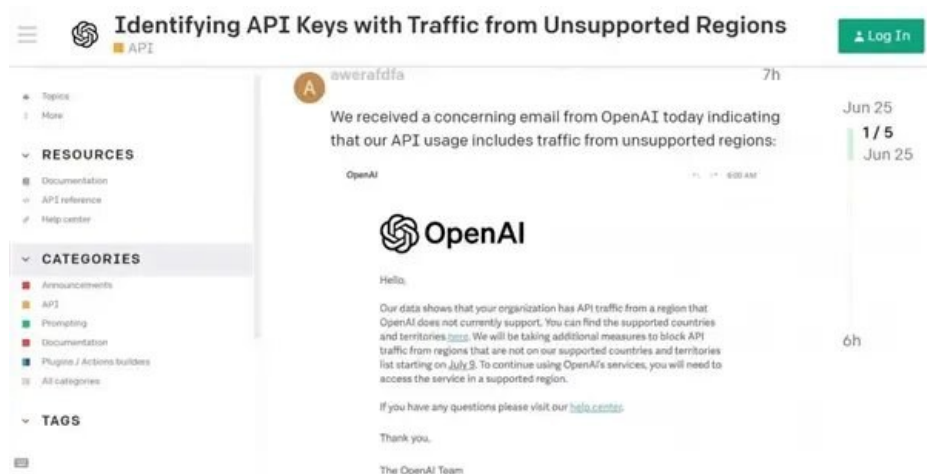 Identifying API Keys with Traffic from Unsupported Regions
API
Log In
Topics
More
RESOURCES
Documentation
API reference
Help center
CATEGORIES
Announcements
API
Prompting
Documentation
Plugins / Actions builders
All categories
TAGS
A
awerafdfa
7h
We received a concerning email from OpenAI today indicating
that our API usage includes traffic from unsupported regions:
OpenAI
6:00 AM
OpenAI
Hello,
Our data shows that your organization has API traffic from a region that
OpenAI does not currently support. You can find the supported countries
and territories here. We will be taking additional measures to block API
traffic from regions that are not on our supported countries and territories
list starting on July 9. To continue using OpenAI's services, you will need to
access the service in a supported region.
If you have any questions please visit our help center.
Thank you,
The OpenAI Team
Jun 25
1 / 5
Jun 25
6h